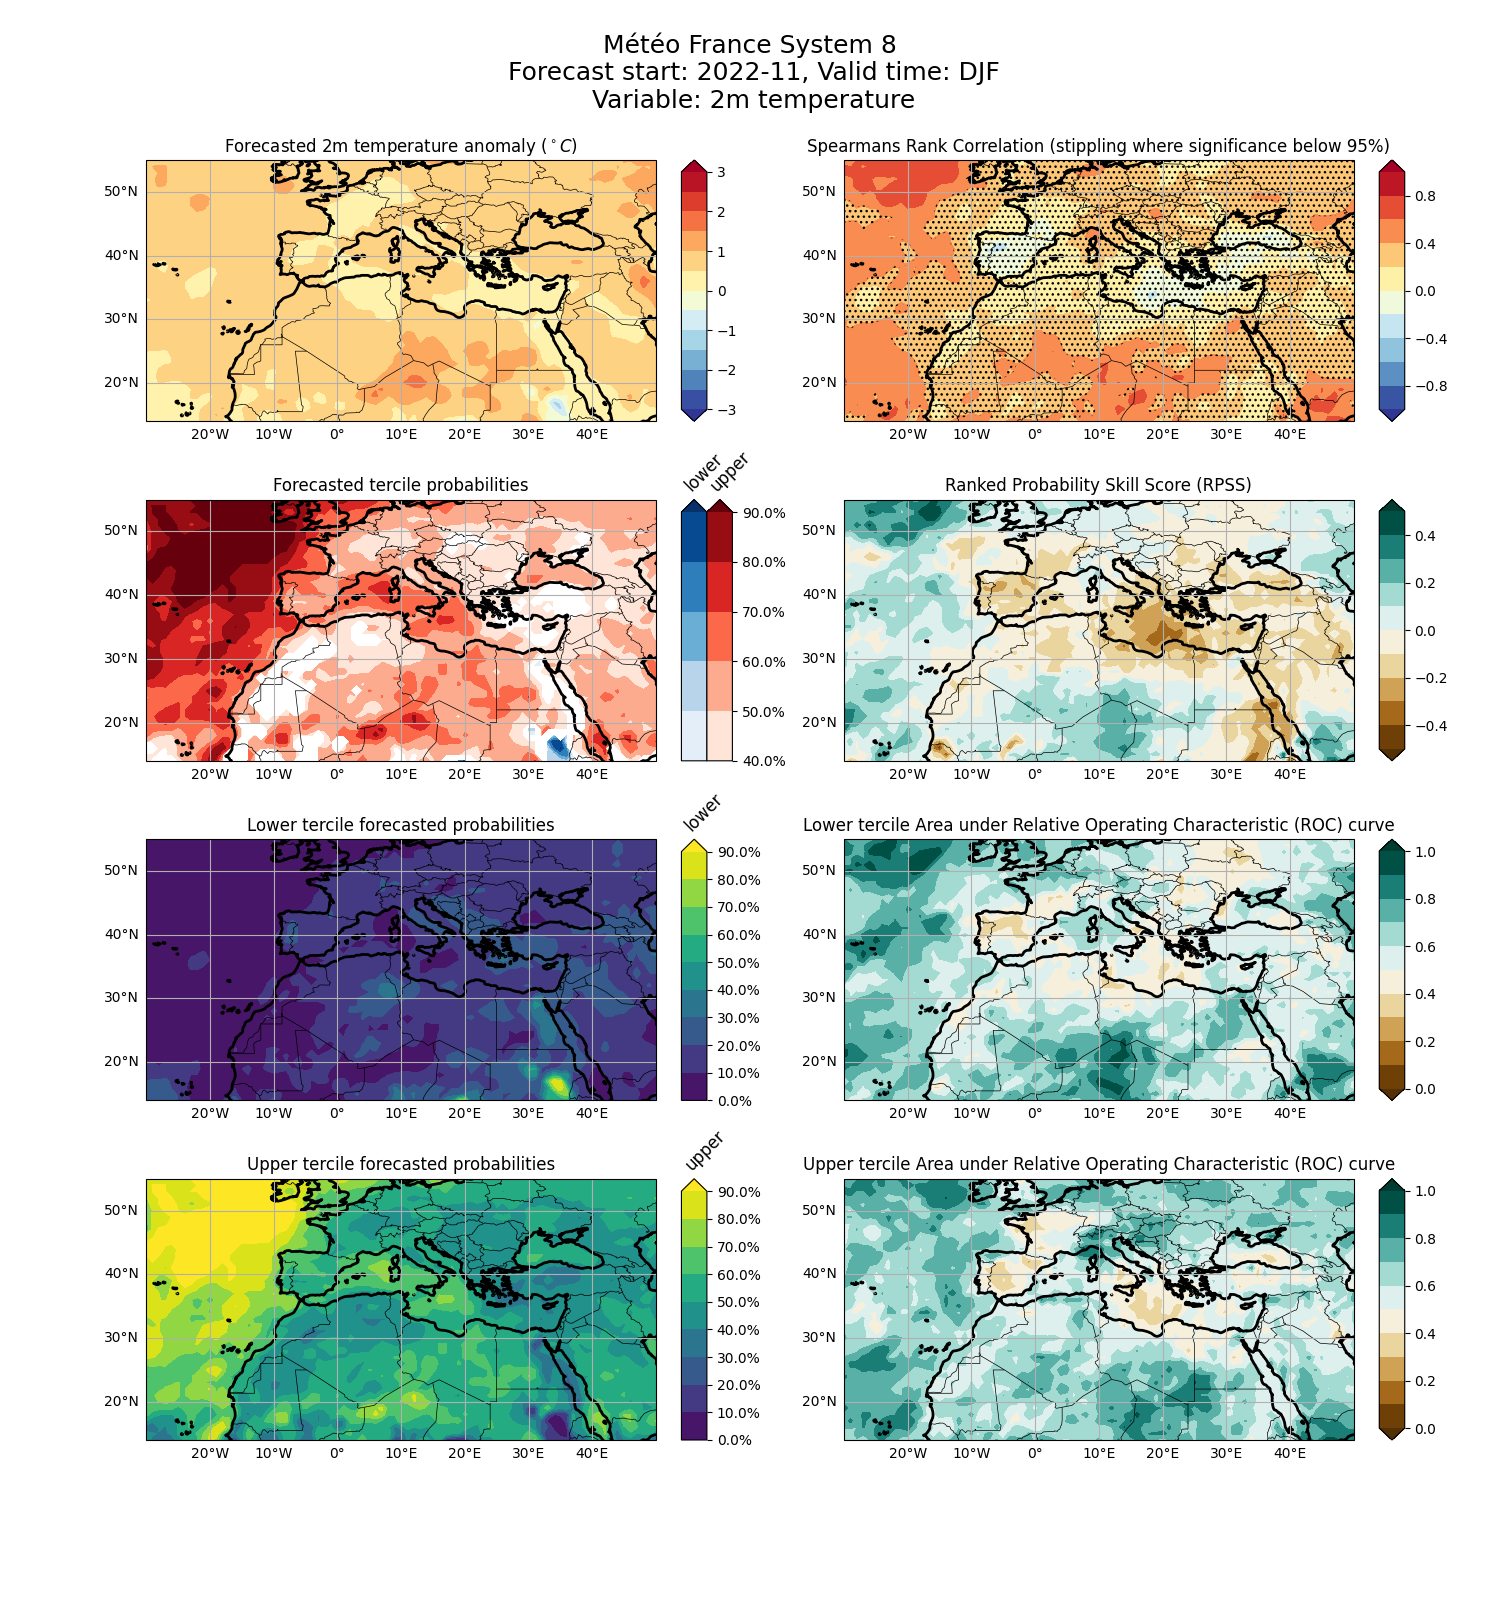 Météo France System 8
Forecast start: 2022-11, Valid time: DJF
Variable: 2m temperature
Forecasted 2m temperature anomaly (°C)
50°N
40°N
30°N
20°N
20°W 10°W 0° 10°E 20°E 30°E 40°E
3
2
1
0
−1
−2
−3
Spearmans Rank Correlation (stippling where significance below 95%)
50°N
40°N
30°N
20°N
20°W 10°W 0° 10°E 20°E 30°E 40°E
0.8
0.4
0.0
−0.4
−0.8
Forecasted tercile probabilities
50°N
40°N
30°N
20°N
20°W 10°W 0° 10°E 20°E 30°E 40°E
lower upper
90.0%
80.0%
70.0%
60.0%
50.0%
40.0%
Ranked Probability Skill Score (RPSS)
50°N
40°N
30°N
20°N
20°W 10°W 0° 10°E 20°E 30°E 40°E
0.4
0.2
0.0
−0.2
−0.4
Lower tercile forecasted probabilities
50°N
40°N
30°N
20°N
20°W 10°W 0° 10°E 20°E 30°E 40°E
lower
90.0%
80.0%
70.0%
60.0%
50.0%
40.0%
30.0%
20.0%
10.0%
0.0%
Lower tercile Area under Relative Operating Characteristic (ROC) curve
50°N
40°N
30°N
20°N
20°W 10°W 0° 10°E 20°E 30°E 40°E
1.0
0.8
0.6
0.4
0.2
0.0
Upper tercile forecasted probabilities
50°N
40°N
30°N
20°N
20°W 10°W 0° 10°E 20°E 30°E 40°E
upper
90.0%
80.0%
70.0%
60.0%
50.0%
40.0%
30.0%
20.0%
10.0%
0.0%
Upper tercile Area under Relative Operating Characteristic (ROC) curve
50°N
40°N
30°N
20°N
20°W 10°W 0° 10°E 20°E 30°E 40°E
1.0
0.8
0.6
0.4
0.2
0.0